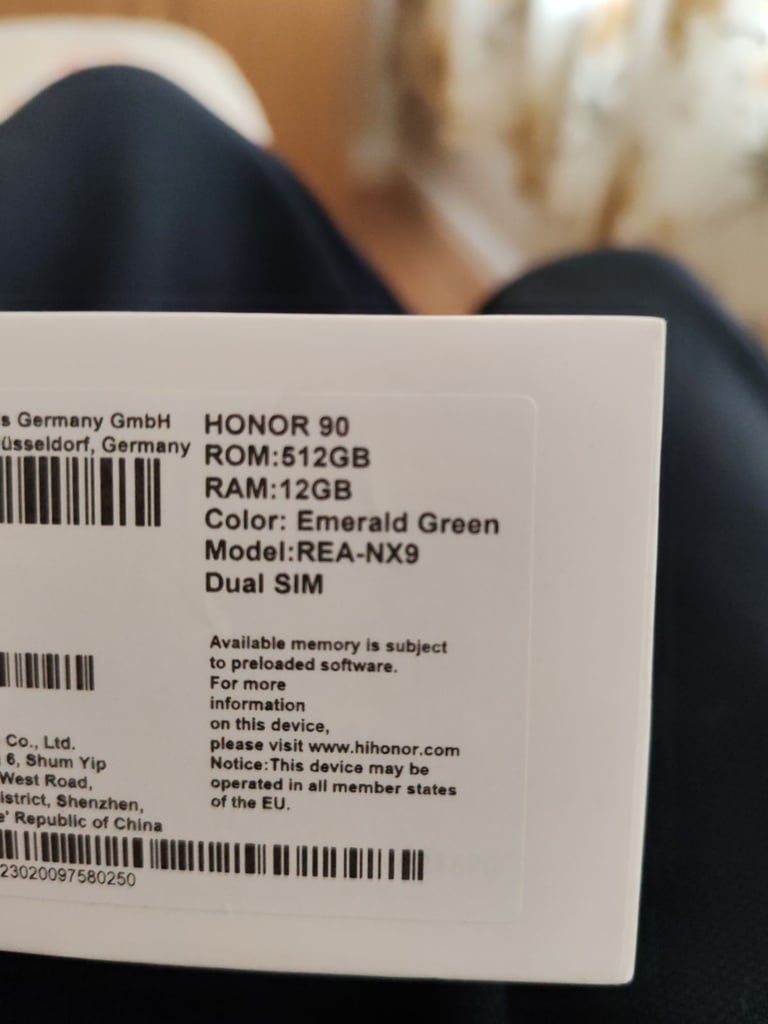 s Germany GmbH
üsseldorf, Germany
HONOR 90
ROM:512GB
RAM:12GB
Color: Emerald Green
Model:REA-NX9
Dual SIM
Available memory is subject
to preloaded software.
For more
information
on this device,
please visit www.hihonor.com
Notice:This device may be
operated in all member states
of the EU.
Co., Ltd.
6, Shum Yip
West Road,
istrict, Shenzhen,
e' Republic of China
23020097580250